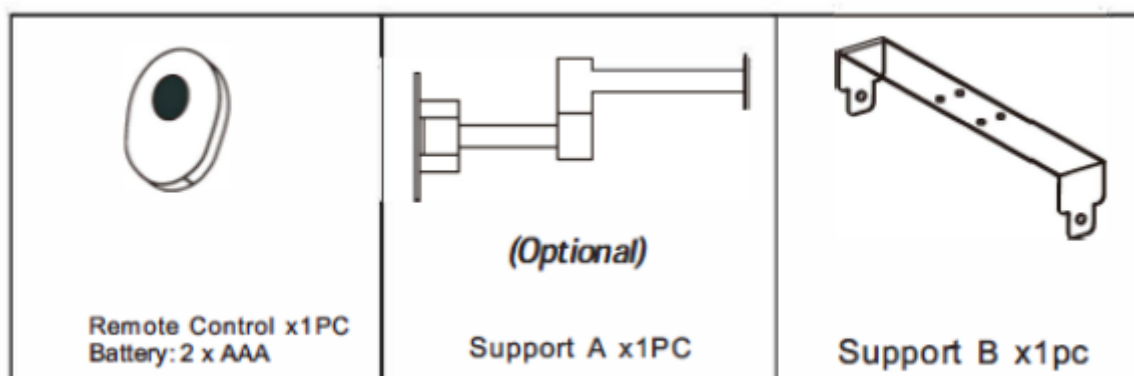 Remote Control x1PC
Battery: 2 x AAA
(Optional)
Support A x1PC
Support B x1pc